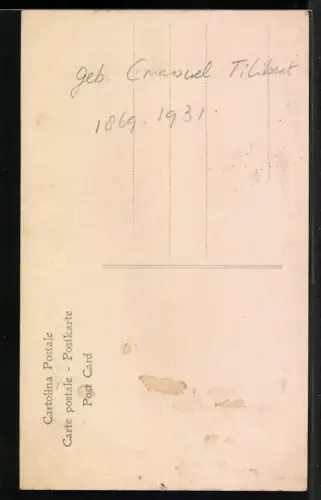 geb. Emanuel Filibert
1869-1931.
Cartolina Postale
Carte postale - Postkarte
Post Card